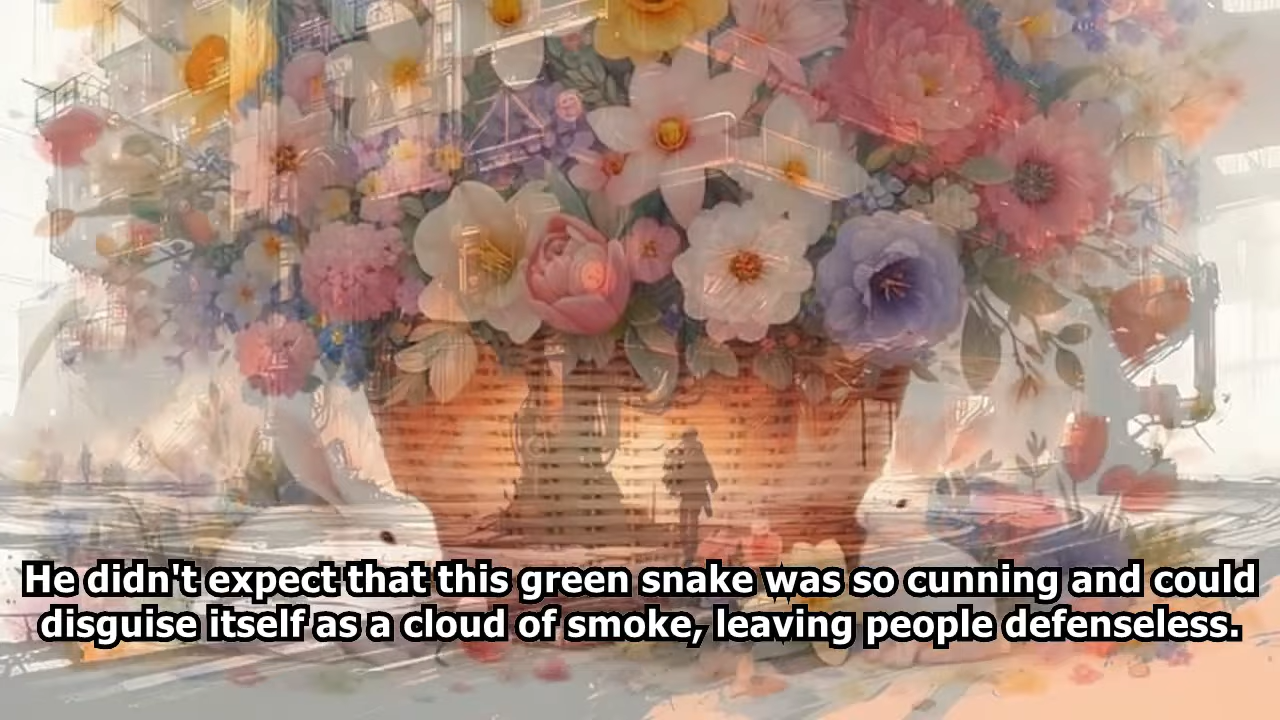 He didn't expect that this green snake was so cunning and could
disguise itself as a cloud of smoke, leaving people defenseless.